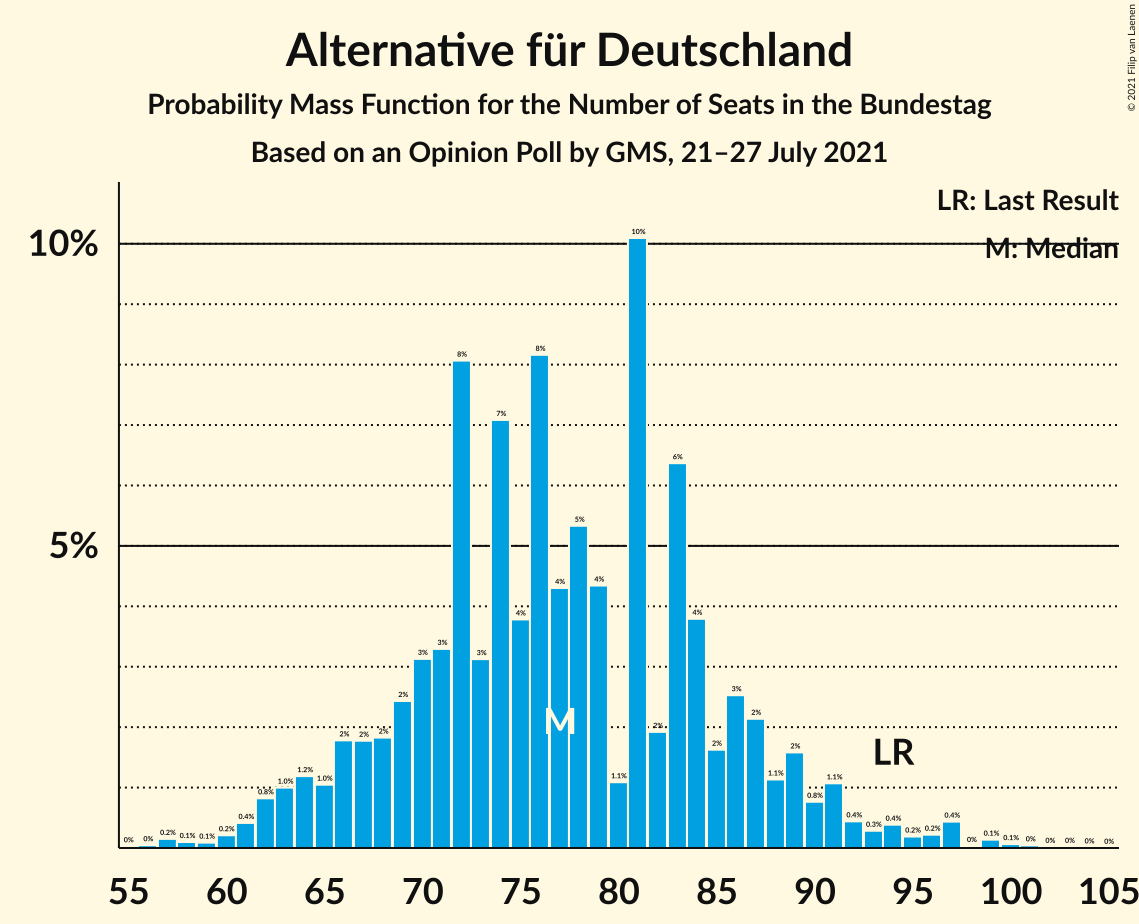 © 2021 Filip van Laenen
Alternative für Deutschland
Probability Mass Function for the Number of Seats in the Bundestag
Based on an Opinion Poll by GMS, 21–27 July 2021
LR: Last Result
M: Median
10%
5%
0% 0% 0.2% 0.1% 0.1% 0.2% 0.4% 0.8% 1.0% 1.2% 1.0% 2% 2% 2% 2% 3% 3% 8% 3% 7% 4% 8% 4% 5% 4% 1.1% 10% 2% 6% 4% 2% 3% 2% 1.1% 2% 0.8% 1.1% 0.4% 0.3% 0.4% 0.2% 0.2% 0.4% 0% 0.1% 0.1% 0% 0% 0% 0% 0%
M
LR
55 60 65 70 75 80 85 90 95 100 105